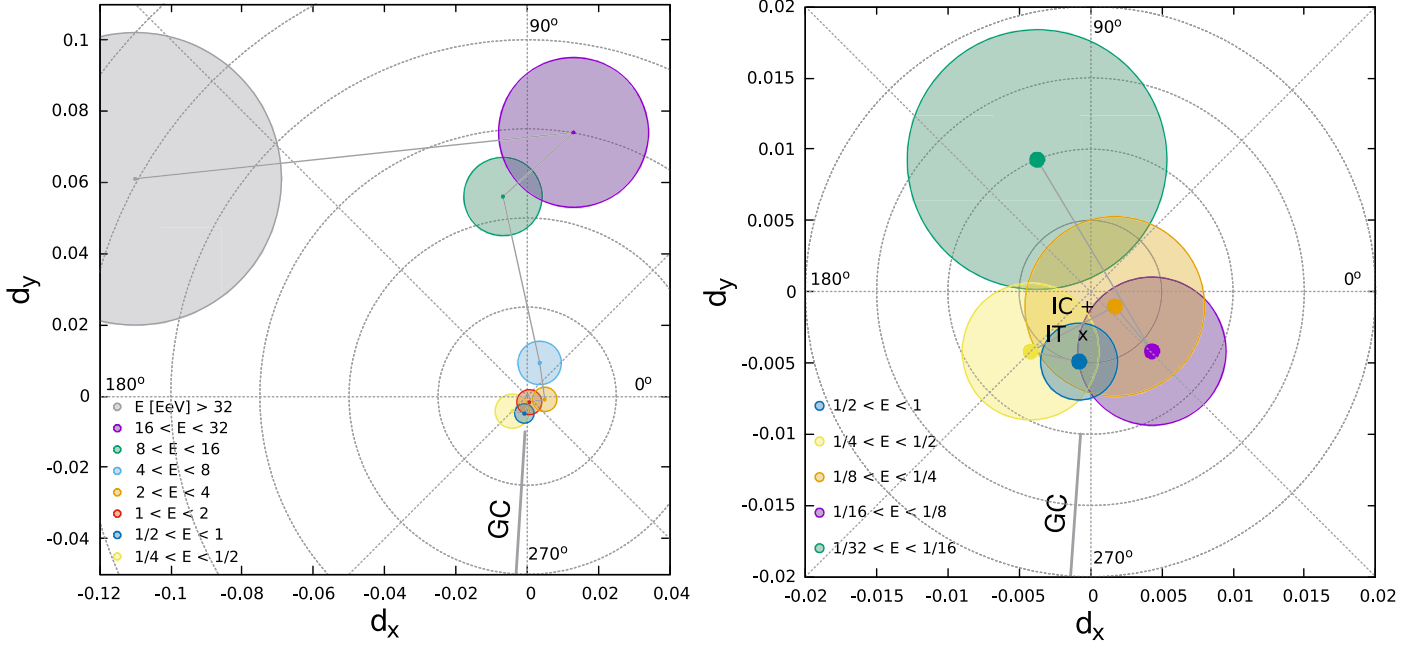 0.1
0.08
0.06
0.04
0.02
0
-0.02
-0.04
d_y
90°
180°
0°
270°
GC
E [EeV] > 32
16 < E < 32
8 < E < 16
4 < E < 8
2 < E < 4
1 < E < 2
1/2 < E < 1
1/4 < E < 1/2
-0.12 -0.1 -0.08 -0.06 -0.04 -0.02 0 0.02 0.04
d_x
0.02
0.015
0.01
0.005
0
-0.005
-0.01
-0.015
-0.02
d_y
90°
180°
0°
IC +
IT x
GC
270°
1/2 < E < 1
1/4 < E < 1/2
1/8 < E < 1/4
1/16 < E < 1/8
1/32 < E < 1/16
-0.02 -0.015 -0.01 -0.005 0 0.005 0.01 0.015 0.02
d_x